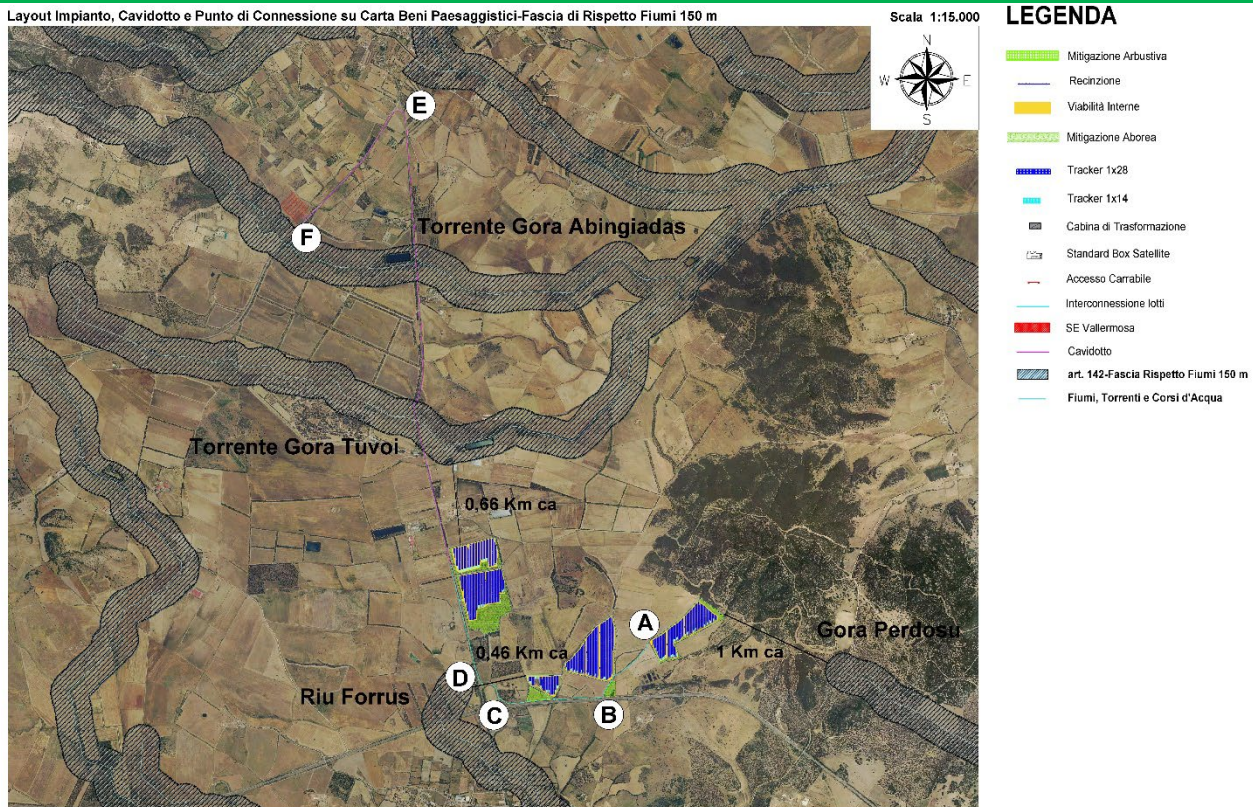 Layout Impianto, Cavidotto e Punto di Connessione su Carta Beni Paesaggistici-Fascia di Rispetto Fiumi 150 m
Scala 1:15.000
N
W
E
S
E
F
Torrente Gora Abingiadas
Torrente Gora Tuvoi
0,66 Km ca
A
Gora Perdosu
0,46 Km ca
1 Km ca
D
Riu Forrus
C
B
LEGENDA
Mitigazione Arbustiva
Recinzione
Viabilità Interne
Mitigazione Aborea
Tracker 1x28
Tracker 1x14
Cabina di Trasformazione
Standard Box Satellite
Accesso Carrabile
Interconnessione lotti
SE Vallermosa
Cavidotto
art. 142-Fascia Rispetto Fiumi 150 m
Fiumi, Torrenti e Corsi d'Acqua